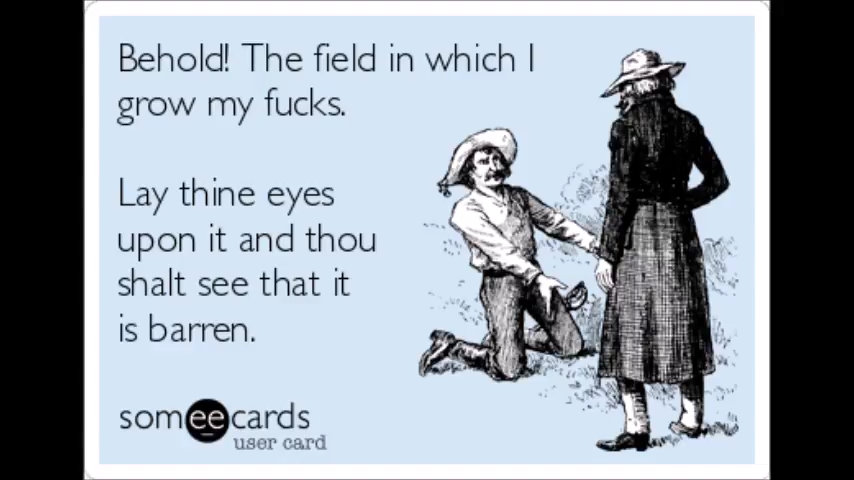 Behold! The field in which I
grow my fucks.
Lay thine eyes
upon it and thou
shalt see that it
is barren.
someecards
user card